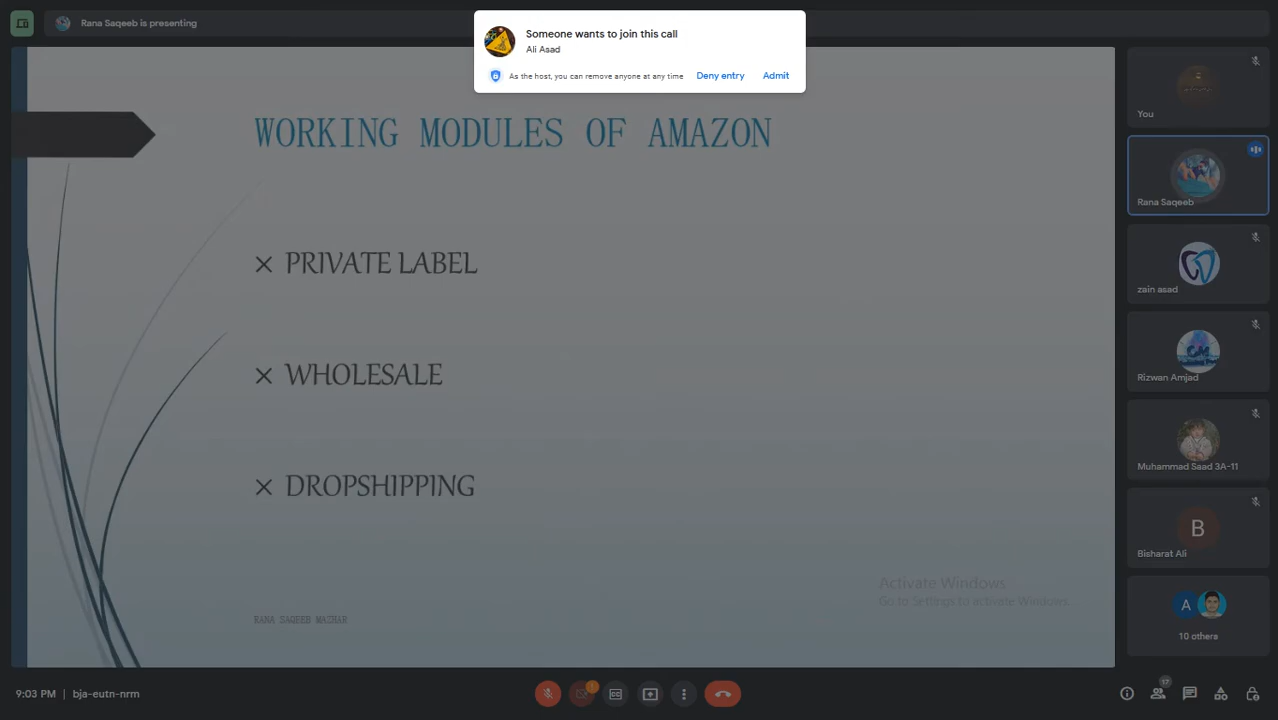 Rana Saqeeb is presenting
Someone wants to join this call
Ali Asad
As the host, you can remove anyone at any time
Deny entry
Admit
WORKING MODULES OF AMAZON
× PRIVATE LABEL
× WHOLESALE
× DROPSHIPPING
RANA SAQEEB MAZHAR
Activate Windows
Go to Settings to activate Windows.
You
Rana Saqeeb
zain asad
Rizwan Amjad
Muhammad Saad 3A-11
B
Bisharat Ali
A
10 others
9:03 PM | bja-eutn-nrm
17